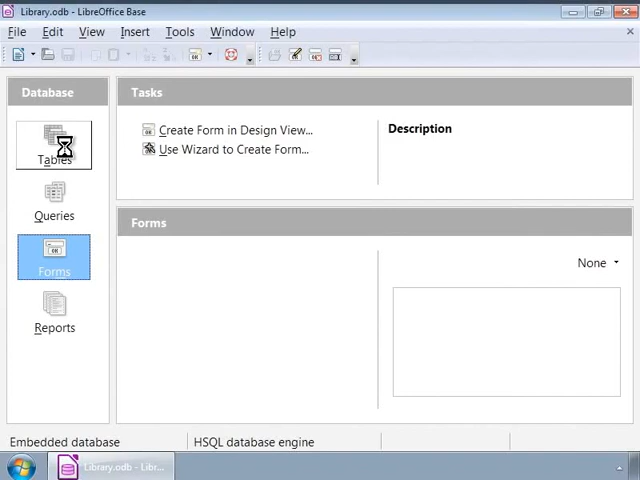 Library.odb - LibreOffice Base
File Edit View Insert Tools Window Help
Database
Tables
Queries
Forms
Reports
Tasks
Create Form in Design View...
Use Wizard to Create Form...
Description
Forms
None
Embedded database
HSQL database engine
Library.odb - Libr...